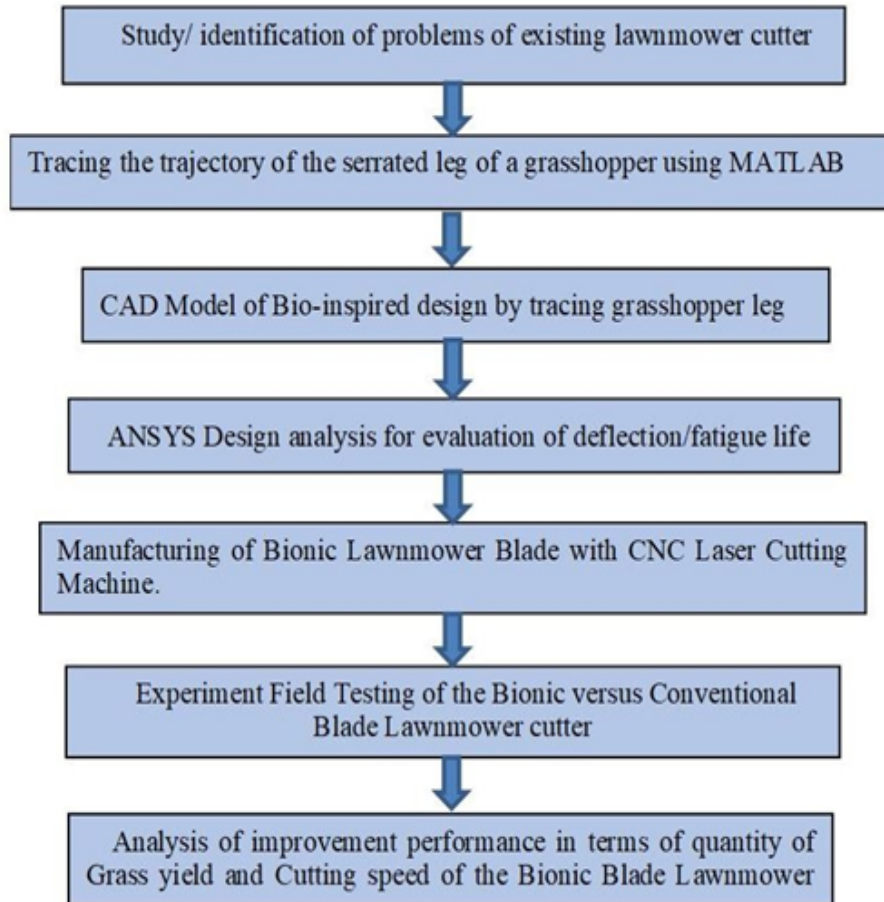 Study/ identification of problems of existing lawnmower cutter
Tracing the trajectory of the serrated leg of a grasshopper using MATLAB
CAD Model of Bio-inspired design by tracing grasshopper leg
ANSYS Design analysis for evaluation of deflection/fatigue life
Manufacturing of Bionic Lawnmower Blade with CNC Laser Cutting
Machine.
Experiment Field Testing of the Bionic versus Conventional
Blade Lawnmower cutter
Analysis of improvement performance in terms of quantity of
Grass yield and Cutting speed of the Bionic Blade Lawnmower